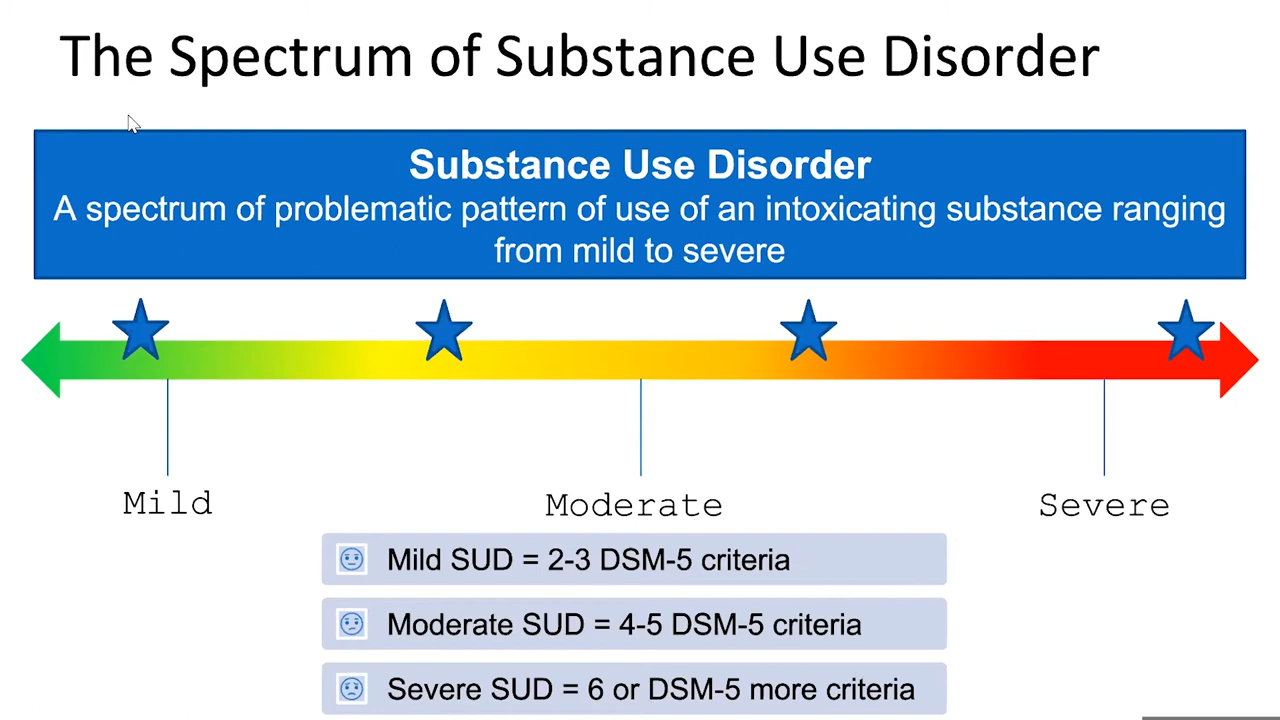 The Spectrum of Substance Use Disorder
Substance Use Disorder
A spectrum of problematic pattern of use of an intoxicating substance ranging
from mild to severe
Mild
Moderate
Severe
Mild SUD = 2-3 DSM-5 criteria
Moderate SUD = 4-5 DSM-5 criteria
Severe SUD = 6 or DSM-5 more criteria